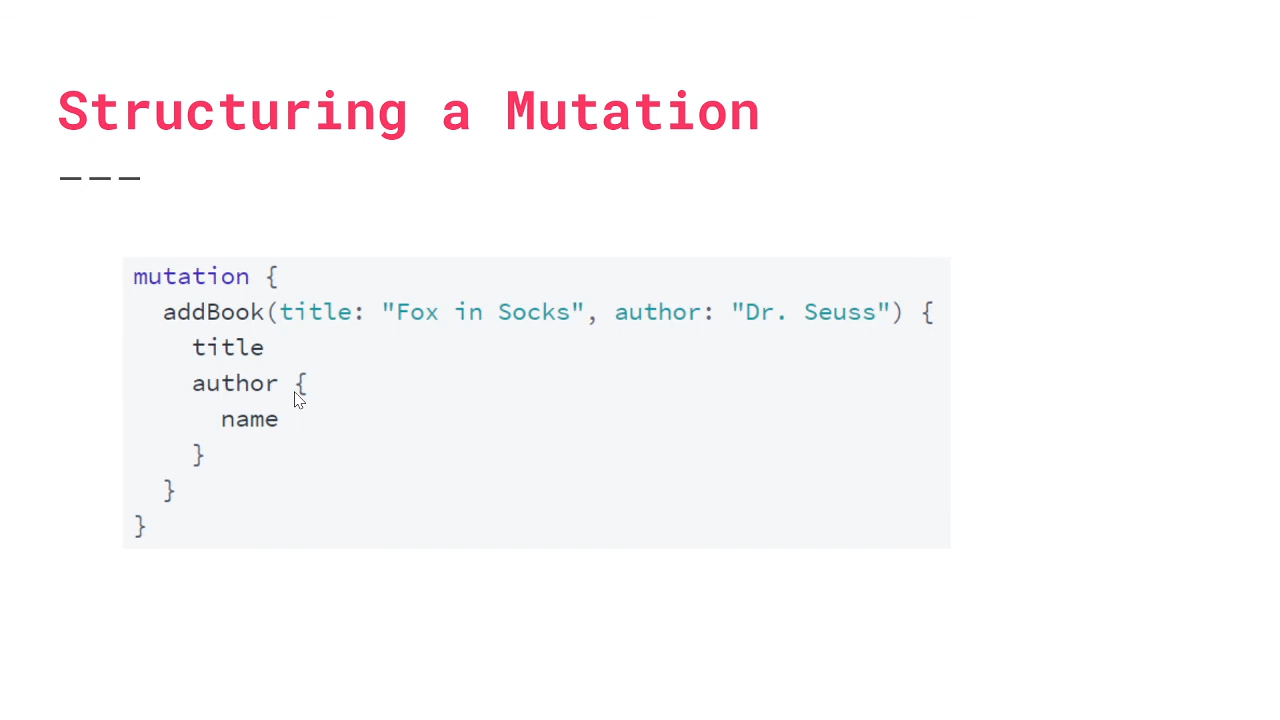 Structuring a Mutation
mutation {
addBook(title: "Fox in Socks", author: "Dr. Seuss") {
title
author {
name
}
}
}